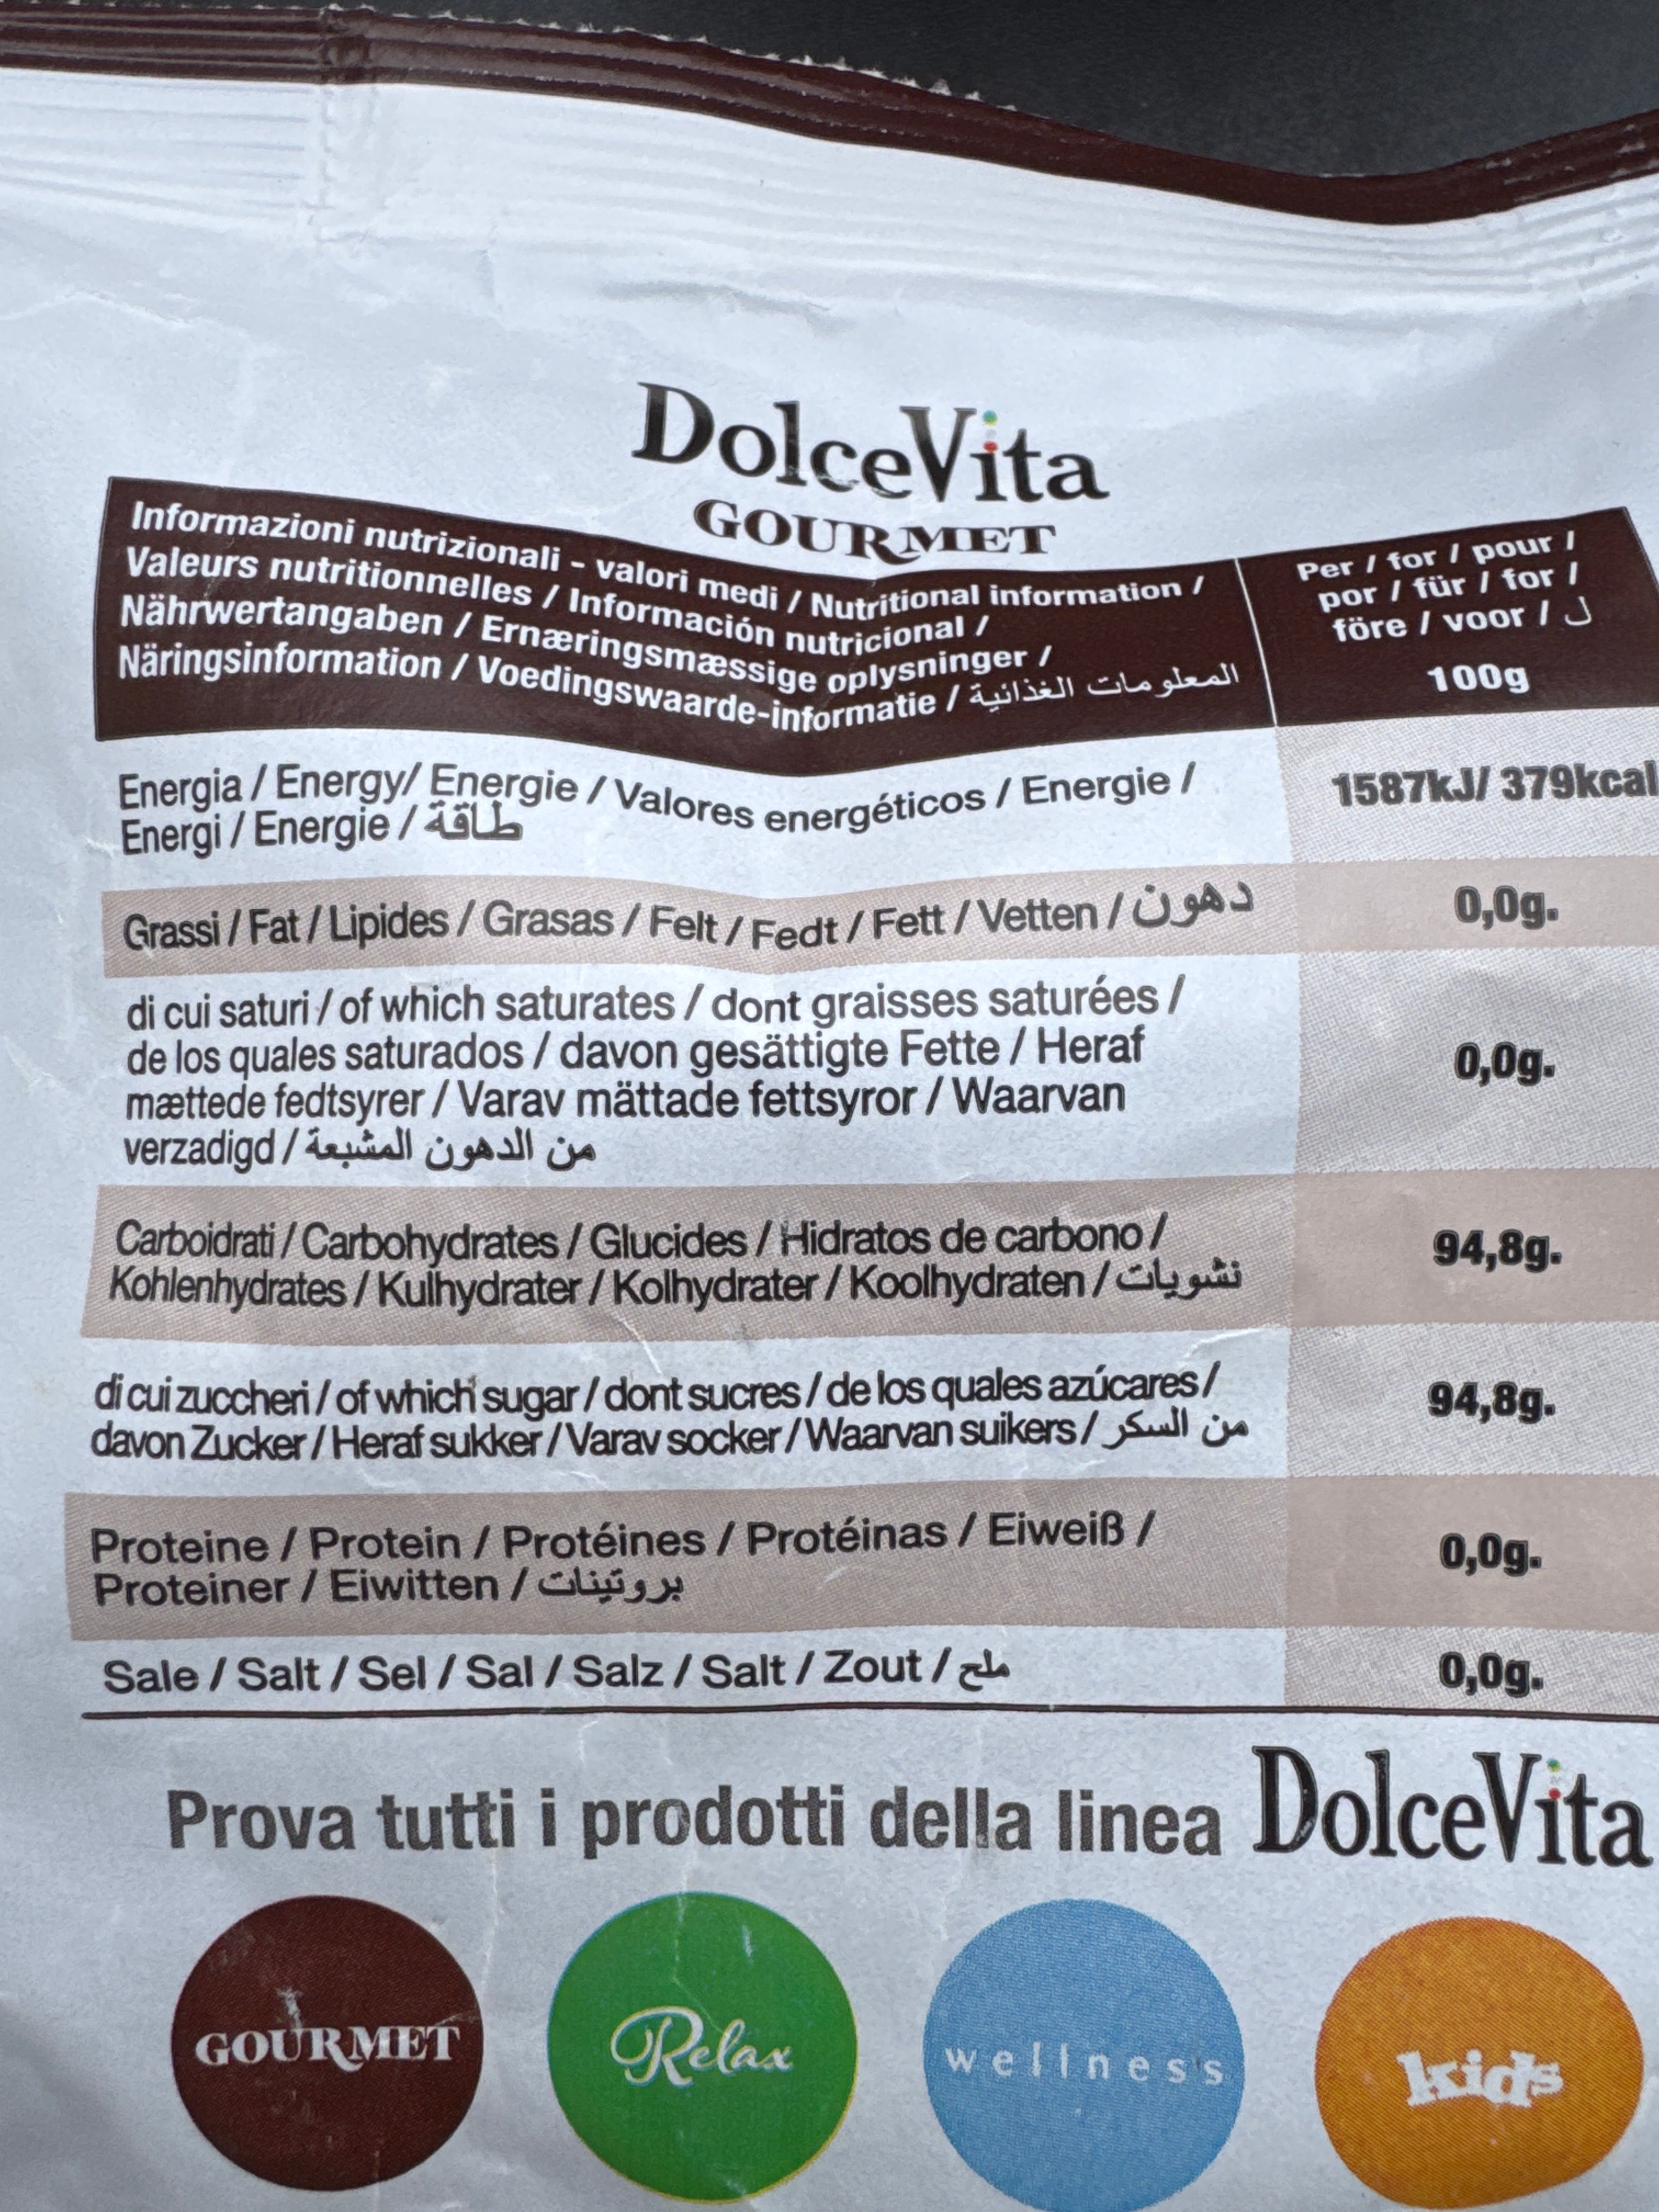 DolceVita
GOURMET
Informazioni nutrizionali - valori medi / Nutritional information /
Valeurs nutritionnelles / Información nutricional /
Nährwertangaben / Ernæringsmæssige oplysninger /
Näringsinformation / Voedingswaarde-informatie / المعلومات الغذائية
Per / for / pour /
por / für / for /
före / voor / ل
100g
Energia / Energy/ Energie / Valores energéticos / Energie /
Energi / Energie / طاقة
1587kJ/ 379kcal
Grassi / Fat / Lipides / Grasas / Felt / Fedt / Fett / Vetten / دهون
0,0g.
di cui saturi / of which saturates / dont graisses saturées /
de los quales saturados / davon gesättigte Fette / Heraf
mættede fedtsyrer / Varav mättade fettsyror / Waarvan
verzadigd / من الدهون المشبعة
0,0g.
Carboidrati / Carbohydrates / Glucides / Hidratos de carbono /
Kohlenhydrates / Kulhydrater / Kolhydrater / Koolhydraten / نشويات
94,8g.
di cui zuccheri / of which sugar / dont sucres / de los quales azúcares /
davon Zucker / Heraf sukker / Varav socker / Waarvan suikers / من السكر
94,8g.
Proteine / Protein / Protéines / Protéinas / Eiweiß /
Proteiner / Eiwitten / بروتينات
0,0g.
Sale / Salt / Sel / Sal / Salz / Salt / Zout / ملح
0,0g.
Prova tutti i prodotti della linea DolceVita
GOURMET
Relax
wellness
kids